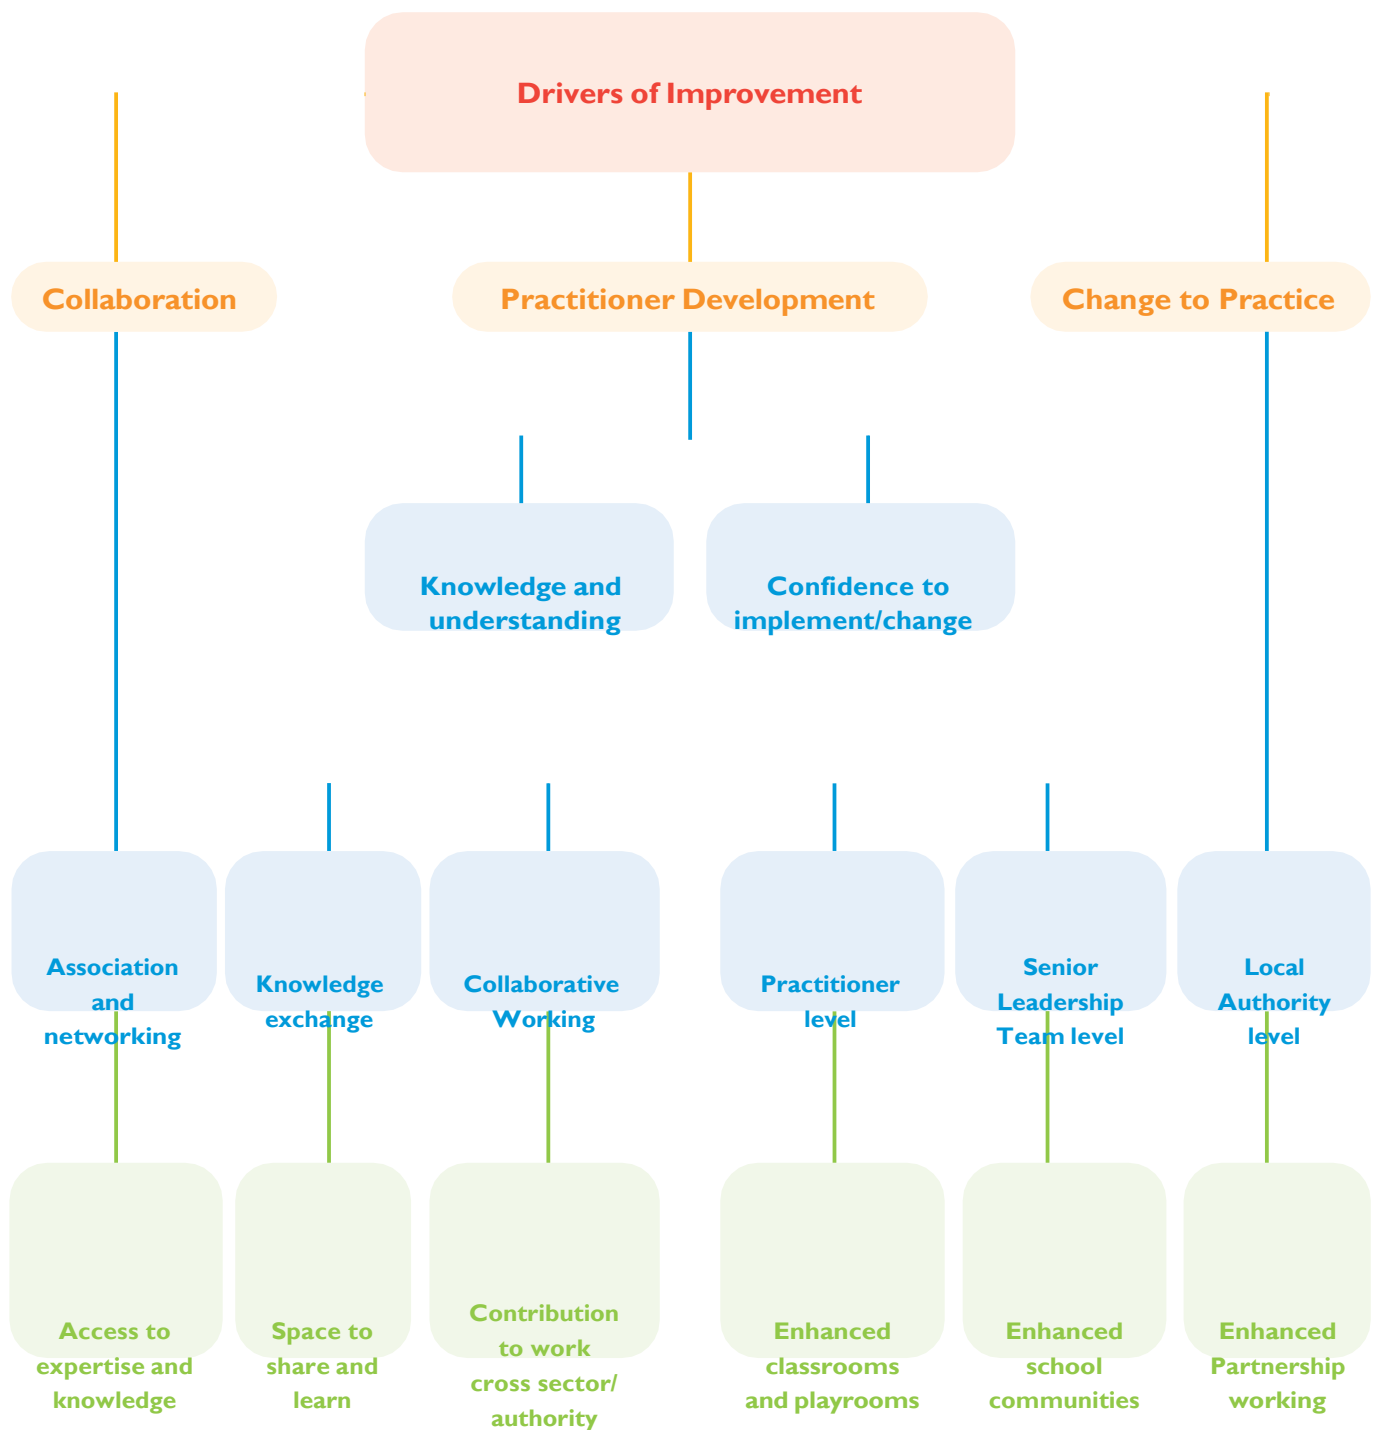 Drivers of Improvement
Collaboration
Practitioner Development
Change to Practice
Knowledge and
understanding
Confidence to
implement/change
Association
and
networking
Knowledge
exchange
Collaborative
Working
Practitioner
level
Senior
Leadership
Team level
Local
Authority
level
Access to
expertise and
knowledge
Space to
share and
learn
Contribution
to work
cross sector/
authority
Enhanced
classrooms
and playrooms
Enhanced
school
communities
Enhanced
Partnership
working